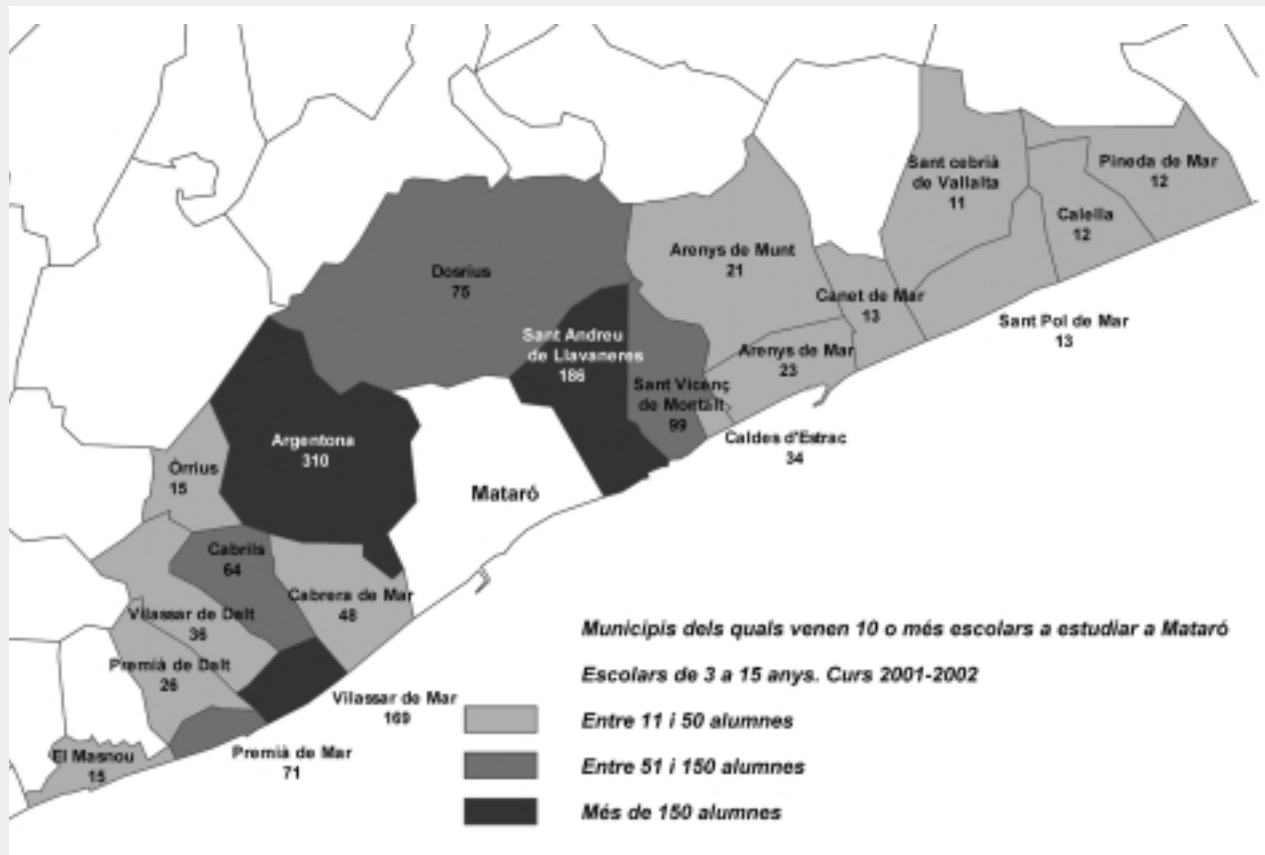 Sant cebrià
de Vallalta
11
Pineda de Mar
12
Calella
12
Arenys de Munt
21
Dosrius
75
Canet de Mar
13
Sant Pol de Mar
13
Sant Andreu
de Llavaneres
186
Arenys de Mar
23
Sant Vicenç
de Montalt
99
Caldes d'Estrac
34
Argentona
310
Òrrius
15
Mataró
Cabrils
64
Cabrera de Mar
48
Vilassar de Dalt
36
Premià de Dalt
26
Vilassar de Mar
169
El Masnou
15
Premià de Mar
71
Municipis dels quals venen 10 o més escolars a estudiar a Mataró
Escolars de 3 a 15 anys. Curs 2001-2002
Entre 11 i 50 alumnes
Entre 51 i 150 alumnes
Més de 150 alumnes